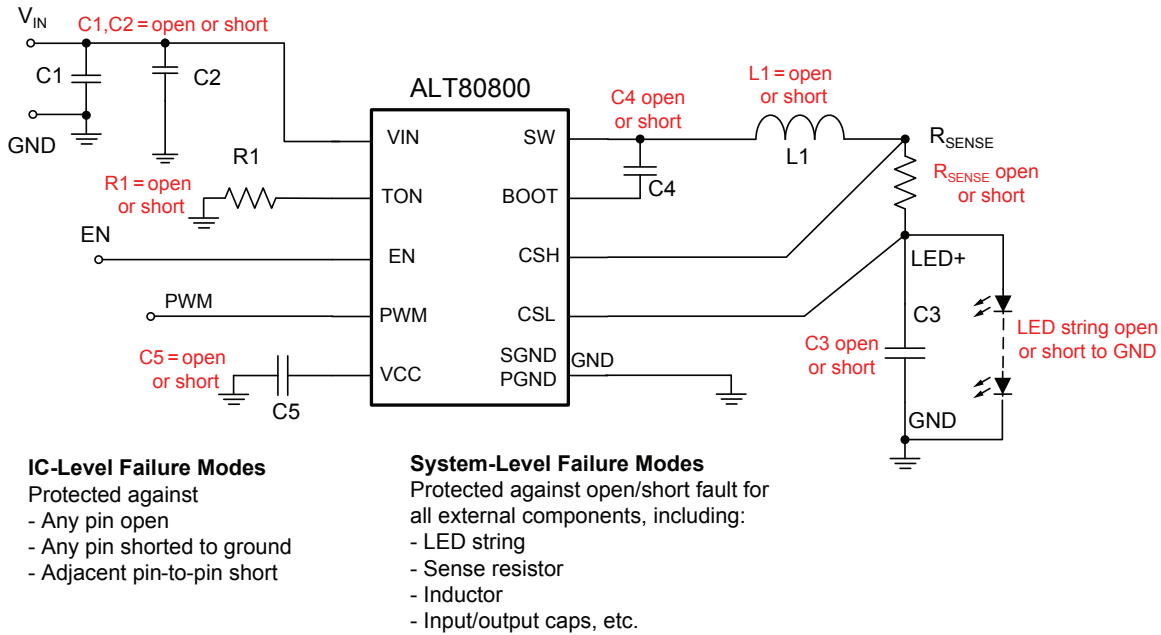 VIN
C1,C2 = open or short
C1
C2
GND
ALT80800
VIN
TON
EN
PWM
VCC
SW
BOOT
CSH
CSL
SGND
PGND
GND
R1
R1 = open
or short
EN
PWM
C5 = open
or short
C5
C4 open
or short
C4
L1 = open
or short
L1
RSENSE
RSENSE open
or short
LED+
C3
C3 open
or short
LED string open
or short to GND
GND
IC-Level Failure Modes
Protected against
- Any pin open
- Any pin shorted to ground
- Adjacent pin-to-pin short
System-Level Failure Modes
Protected against open/short fault for
all external components, including:
- LED string
- Sense resistor
- Inductor
- Input/output caps, etc.